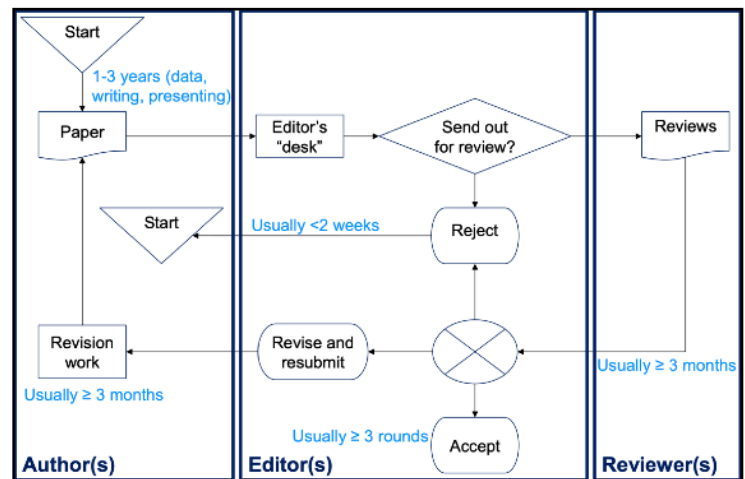 Start
1-3 years (data,
writing, presenting)
Paper
Editor's
"desk"
Send out
for review?
Reviews
Start
Usually <2 weeks
Reject
Revision
work
Usually ≥ 3 months
Revise and
resubmit
Usually ≥ 3 months
Usually ≥ 3 rounds
Accept
Author(s)
Editor(s)
Reviewer(s)